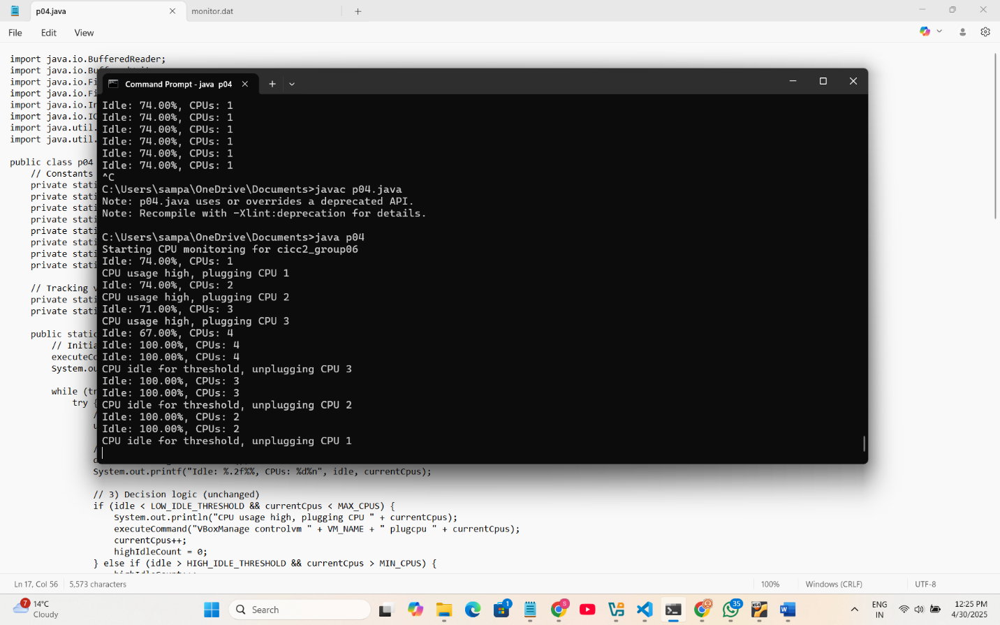 p04.java
monitor.dat
File Edit View
import java.io.BufferedReader;
import java.io.Bu
import java.io.Fi
import java.io.Fi
import java.io.In
import java.io.IO
import java.util.
import java.util.
public class p04
// Constants
private stati
private stati
private stati
private stati
private stati
private stati
private stati
private stati
// Tracking v
private stati
private stati
public static
// Initia
executeCo
System.ou
while (tr
try {
Command Prompt - java p04
Idle: 74.00%, CPUs: 1
Idle: 74.00%, CPUs: 1
Idle: 74.00%, CPUs: 1
Idle: 74.00%, CPUs: 1
Idle: 74.00%, CPUs: 1
Idle: 74.00%, CPUs: 1
^C
C:\Users\sampa\OneDrive\Documents>javac p04.java
Note: p04.java uses or overrides a deprecated API.
Note: Recompile with -Xlint:deprecation for details.
C:\Users\sampa\OneDrive\Documents>java p04
Starting CPU monitoring for cicc2_group06
Idle: 74.00%, CPUs: 1
CPU usage high, plugging CPU 1
Idle: 74.00%, CPUs: 2
CPU usage high, plugging CPU 2
Idle: 71.00%, CPUs: 3
CPU usage high, plugging CPU 3
Idle: 67.00%, CPUs: 4
Idle: 100.00%, CPUs: 4
Idle: 100.00%, CPUs: 4
CPU idle for threshold, unplugging CPU 3
Idle: 100.00%, CPUs: 3
Idle: 100.00%, CPUs: 3
CPU idle for threshold, unplugging CPU 2
Idle: 100.00%, CPUs: 2
Idle: 100.00%, CPUs: 2
CPU idle for threshold, unplugging CPU 1
System.out.printf("Idle: %.2f%%, CPUs: %d%n", idle, currentCpus);
// 3) Decision logic (unchanged)
if (idle < LOW_IDLE_THRESHOLD && currentCpus < MAX_CPUS) {
System.out.println("CPU usage high, plugging CPU " + currentCpus);
executeCommand("VBoxManage controlvm " + VM_NAME + " plugcpu " + currentCpus);
currentCpus++;
highIdleCount = 0;
} else if (idle > HIGH_IDLE_THRESHOLD && currentCpus > MIN_CPUS) {
Ln 17, Col 56 5,573 characters 100% Windows (CRLF) UTF-8
7 14°C
Cloudy
Search
1
S
35
ENG
IN
12:25 PM
4/30/2025